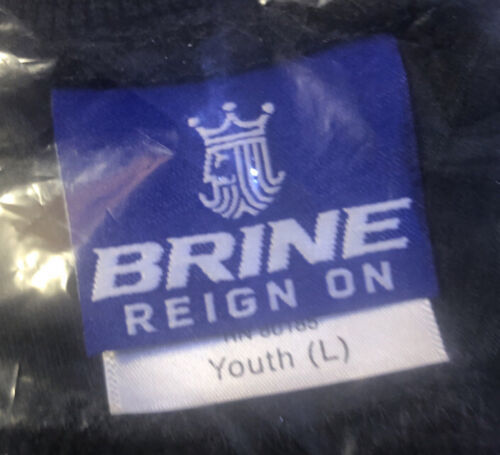 BRINE
REIGN ON
Youth (L)